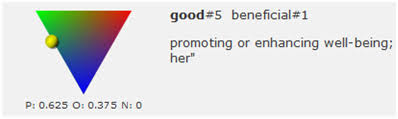 good#5 beneficial#1
promoting or enhancing well-being;
her"
P: 0.625 O: 0.375 N: 0